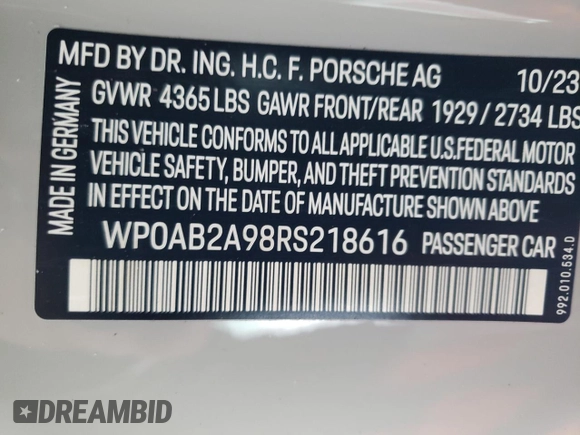 MFD BY DR. ING. H.C. F. PORSCHE AG 10/23
GVWR 4365 LBS GAWR FRONT/REAR 1929 / 2734 LBS
THIS VEHICLE CONFORMS TO ALL APPLICABLE U.S.FEDERAL MOTOR
VEHICLE SAFETY, BUMPER, AND THEFT PREVENTION STANDARDS
IN EFFECT ON THE DATE OF MANUFACTURE SHOWN ABOVE
WP0AB2A98RS218616 PASSENGER CAR
MADE IN GERMANY
992.010.534.0
DREAMBID